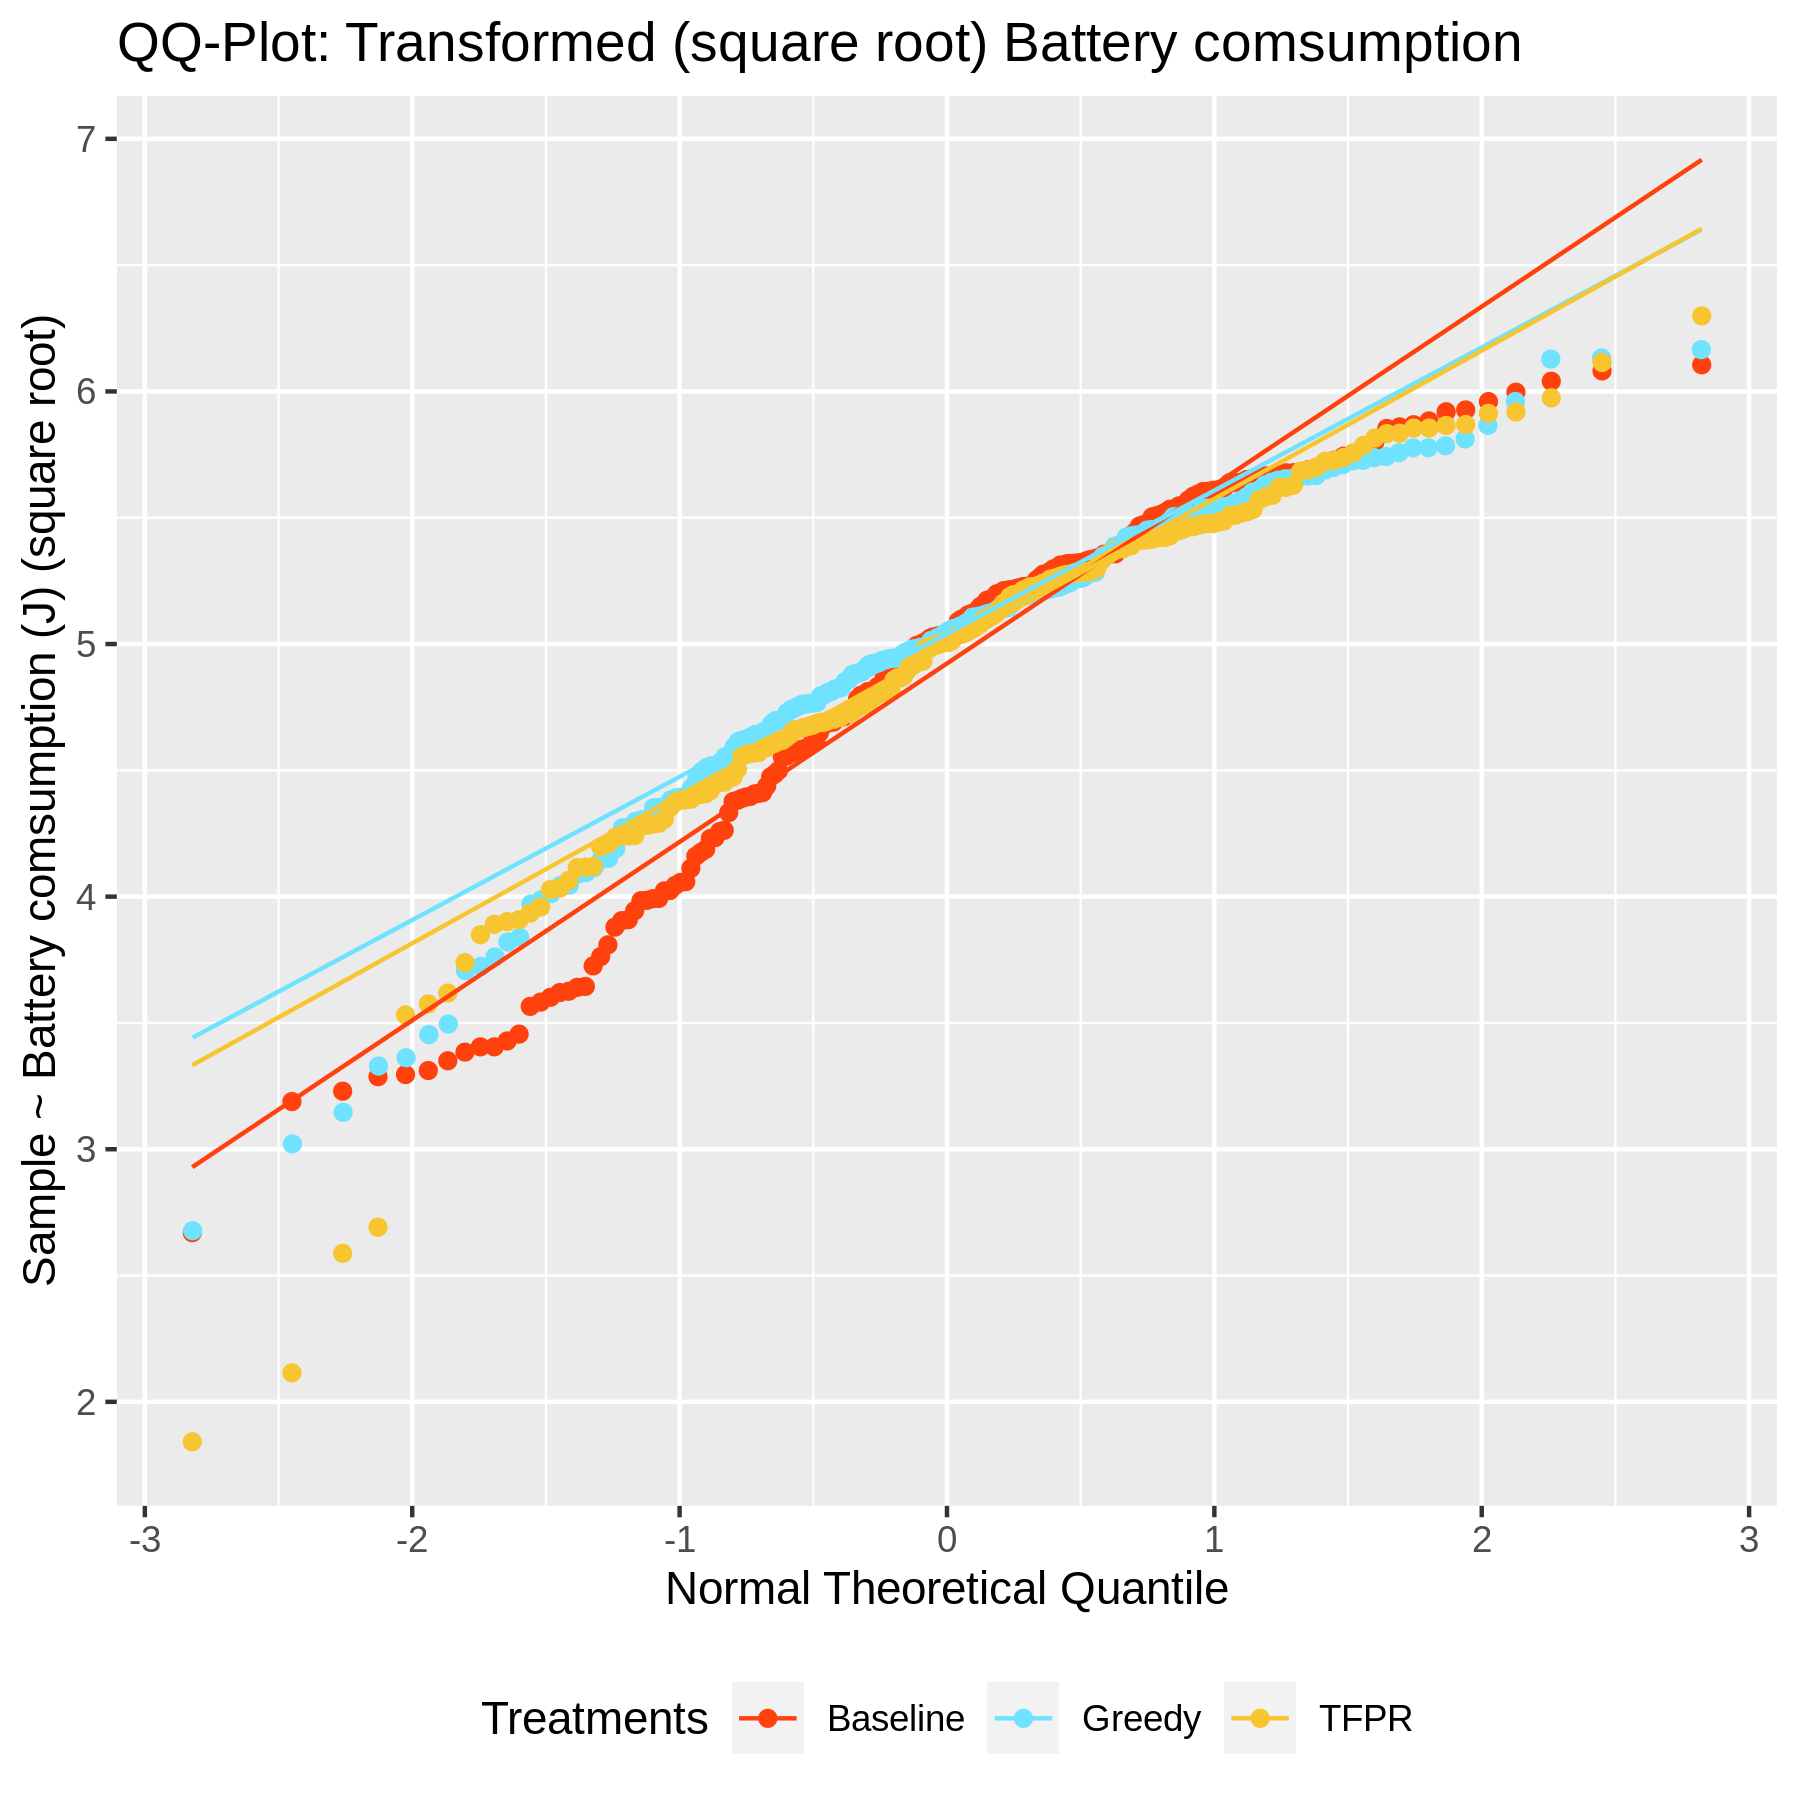 QQ-Plot: Transformed (square root) Battery comsumption
Sample ~ Battery comsumption (J) (square root)
7
6
5
4
3
2
-3 -2 -1 0 1 2 3
Normal Theoretical Quantile
Treatments Baseline Greedy TFPR